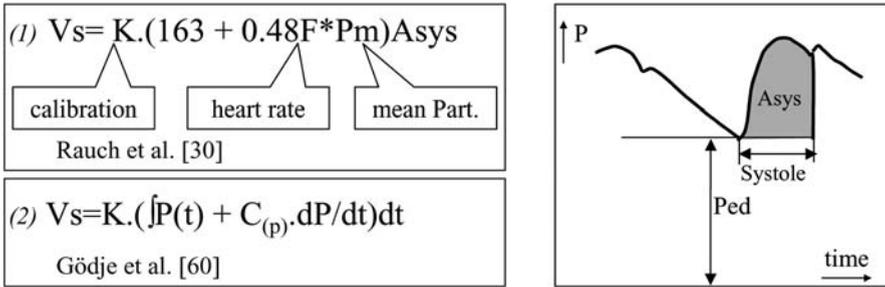 (1) Vs= K.(163 + 0.48F*Pm)Asys
calibration
heart rate
mean Part.
Rauch et al. [30]
(2) Vs=K.(∫P(t) + C(p).dP/dt)dt
Gödje et al. [60]
P
Asys
Systole
Ped
time